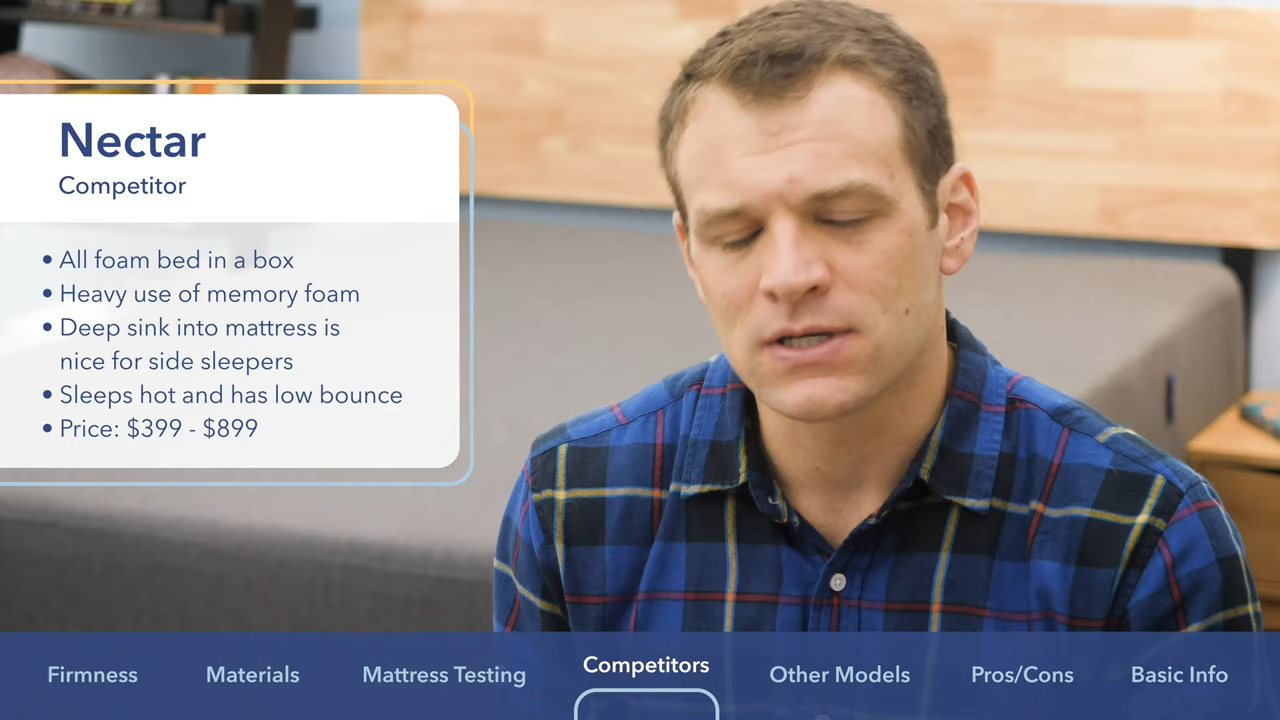 Nectar
Competitor
• All foam bed in a box
• Heavy use of memory foam
• Deep sink into mattress is
nice for side sleepers
• Sleeps hot and has low bounce
• Price: $399 - $899
Firmness Materials Mattress Testing Competitors Other Models Pros/Cons Basic Info